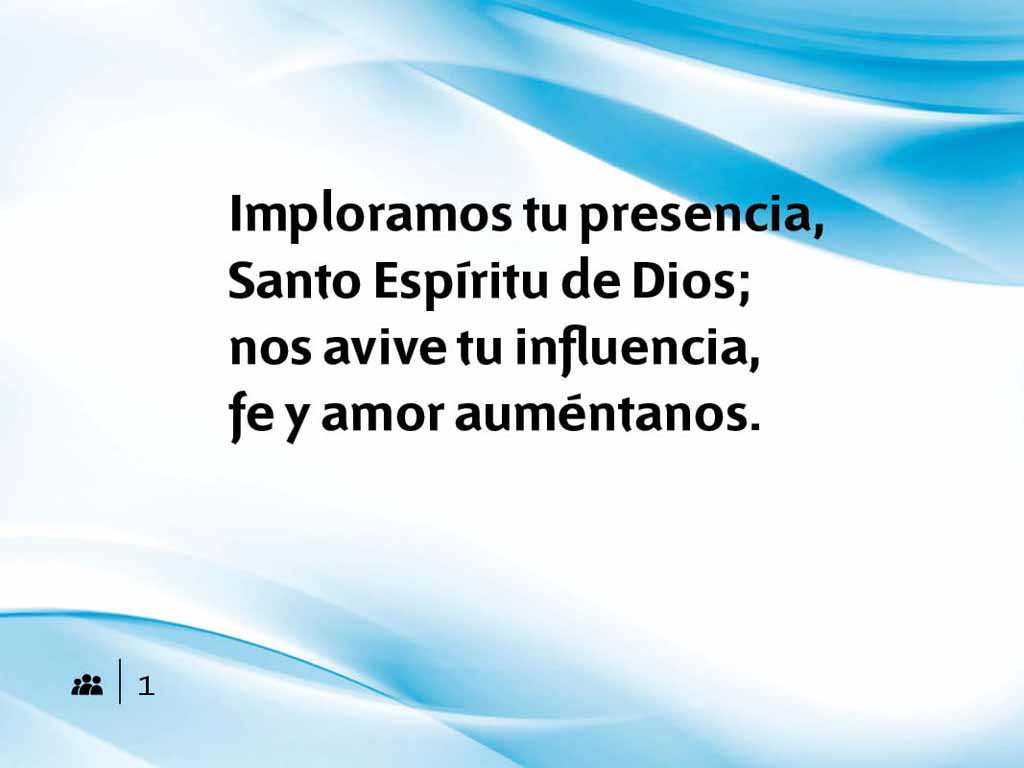 Imploramos tu presencia,
Santo Espíritu de Dios;
nos avive tu influencia,
fe y amor auméntanos.
1